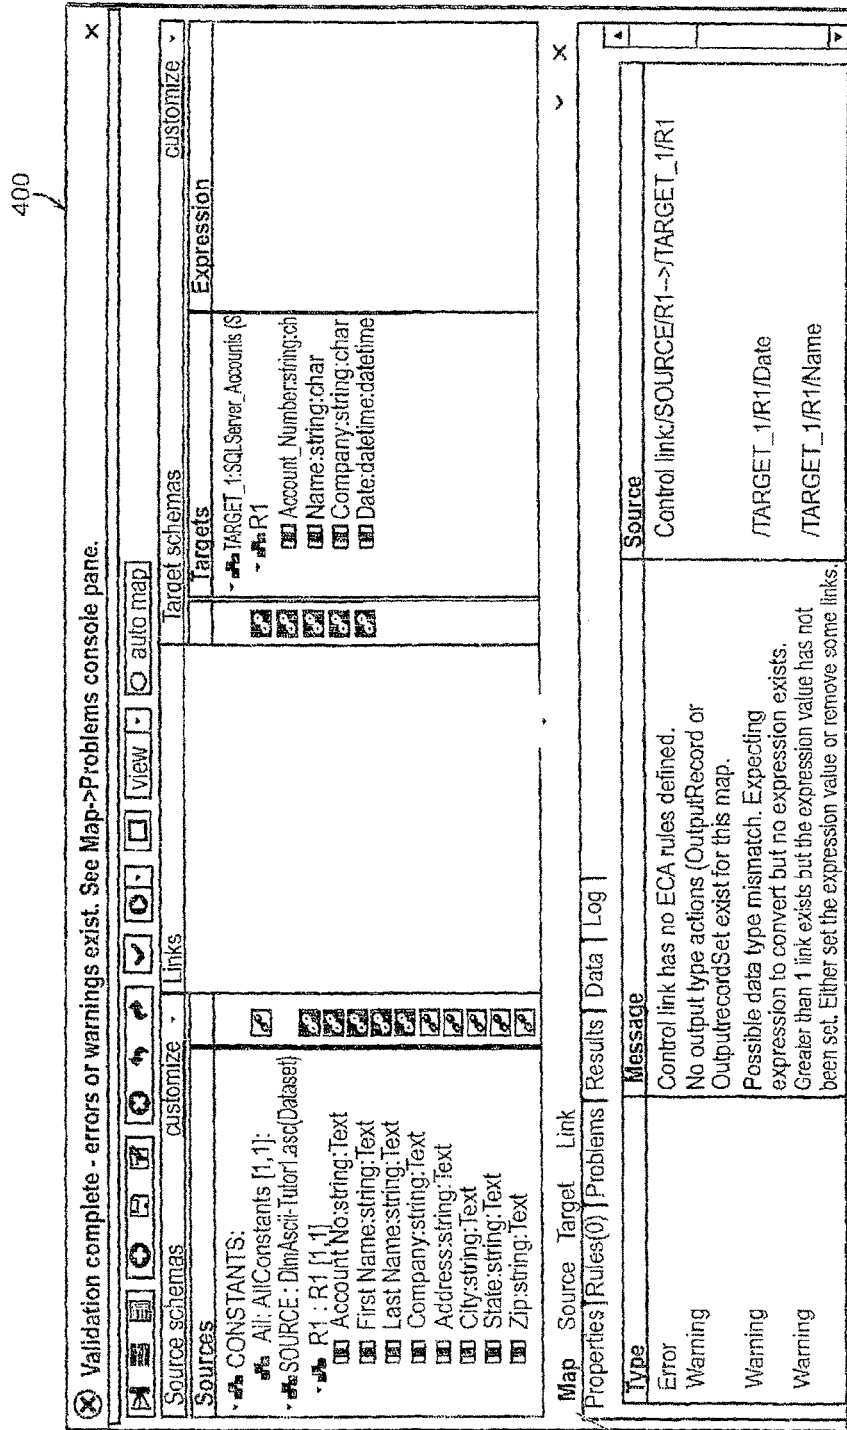 400
Validation complete - errors or warnings exist. See Map->Problems console pane.
view
auto map
Source schemas
customize
Links
Target schemas
customize
Sources
Targets
Expression
CONSTANTS:
All: AllConstants [1,1]:
SOURCE : DlmAscii-Tutor1.asc(Dataset)
R1 : R1 [1,1]
Account No:string:Text
First Name:string:Text
Last Name:string:Text
Company:string:Text
Address:string:Text
City:string:Text
State:string:Text
Zip:string:Text
TARGET_1:SQLServer_Accounts (S
R1
Account_Number:string:ch
Name:string:char
Company:string:char
Date:datetime:datetime
Map Source Target Link
Properties Rules(0) Problems Results Data Log
Type Message Source
Error Control link has no ECA rules defined. Control link:/SOURCE/R1-->/TARGET_1/R1
Warning No output type actions (OutputRecord or
OutputrecordSet exist for this map.
Warning Possible data type mismatch. Expecting /TARGET_1/R1/Date
expression to convert but no expression exists.
Warning Greater than 1 link exists but the expression value has not /TARGET_1/R1/Name
been set. Either set the expression value or remove some links.